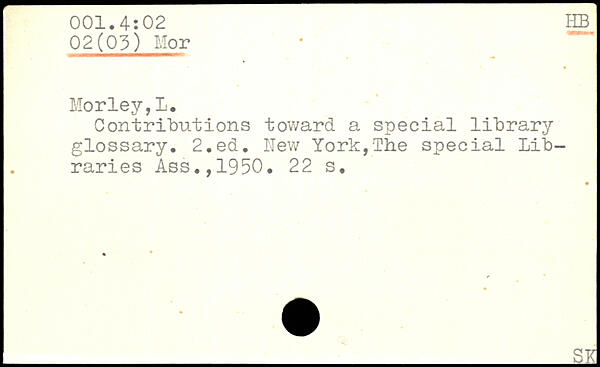 001.4:02 HB
02(03) Mor
Morley,L.
Contributions toward a special library
glossary. 2.ed. New York,The special Lib-
raries Ass.,1950. 22 s.
SK